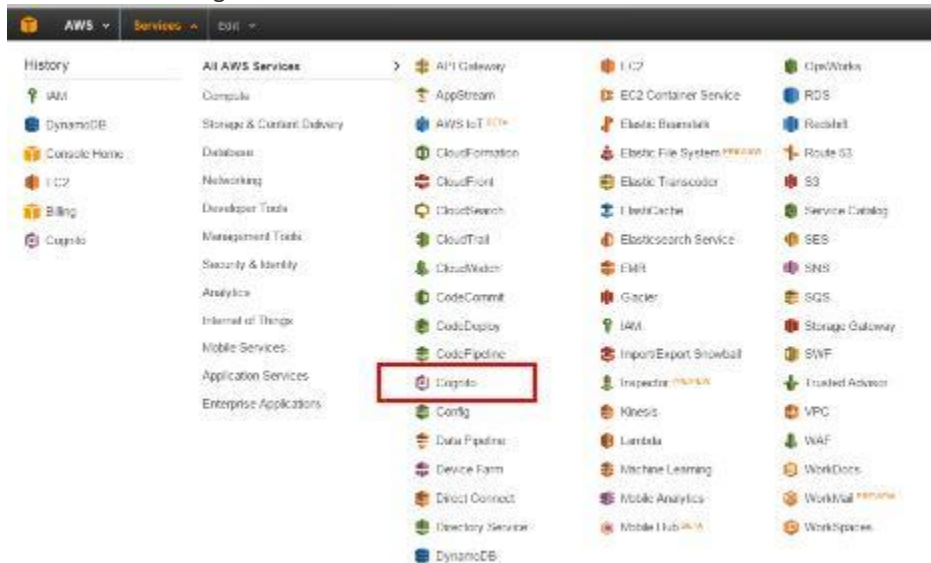 AWS Services Edit
History
IAM
DynamoDB
Console Home
EC2
Billing
Cognito
All AWS Services
Compute
Storage & Content Delivery
Database
Networking
Developer Tools
Management Tools
Security & Identity
Analytics
Internet of Things
Mobile Services
Application Services
Enterprise Applications
API Gateway
AppStream
AWS IoT BETA
CloudFormation
CloudFront
CloudSearch
CloudTrail
CloudWatch
CodeCommit
CodeDeploy
CodePipeline
Cognito
Config
Data Pipeline
Device Farm
Direct Connect
Directory Service
DynamoDB
EC2
EC2 Container Service
Elastic Beanstalk
Elastic File System PREVIEW
Elastic Transcoder
ElastiCache
Elasticsearch Service
EMR
Glacier
IAM
Import/Export Snowball
Inspector PREVIEW
Kinesis
Lambda
Machine Learning
Mobile Analytics
Mobile Hub BETA
OpsWorks
RDS
Redshift
Route 53
S3
Service Catalog
SES
SNS
SQS
Storage Gateway
SWF
Trusted Advisor
VPC
WAF
WorkDocs
WorkMail PREVIEW
WorkSpaces